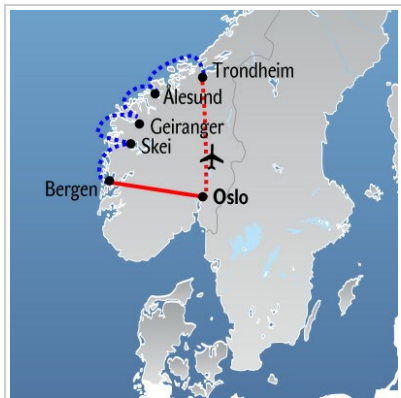 Trondheim
Ålesund
Geiranger
Skei
Bergen
Oslo